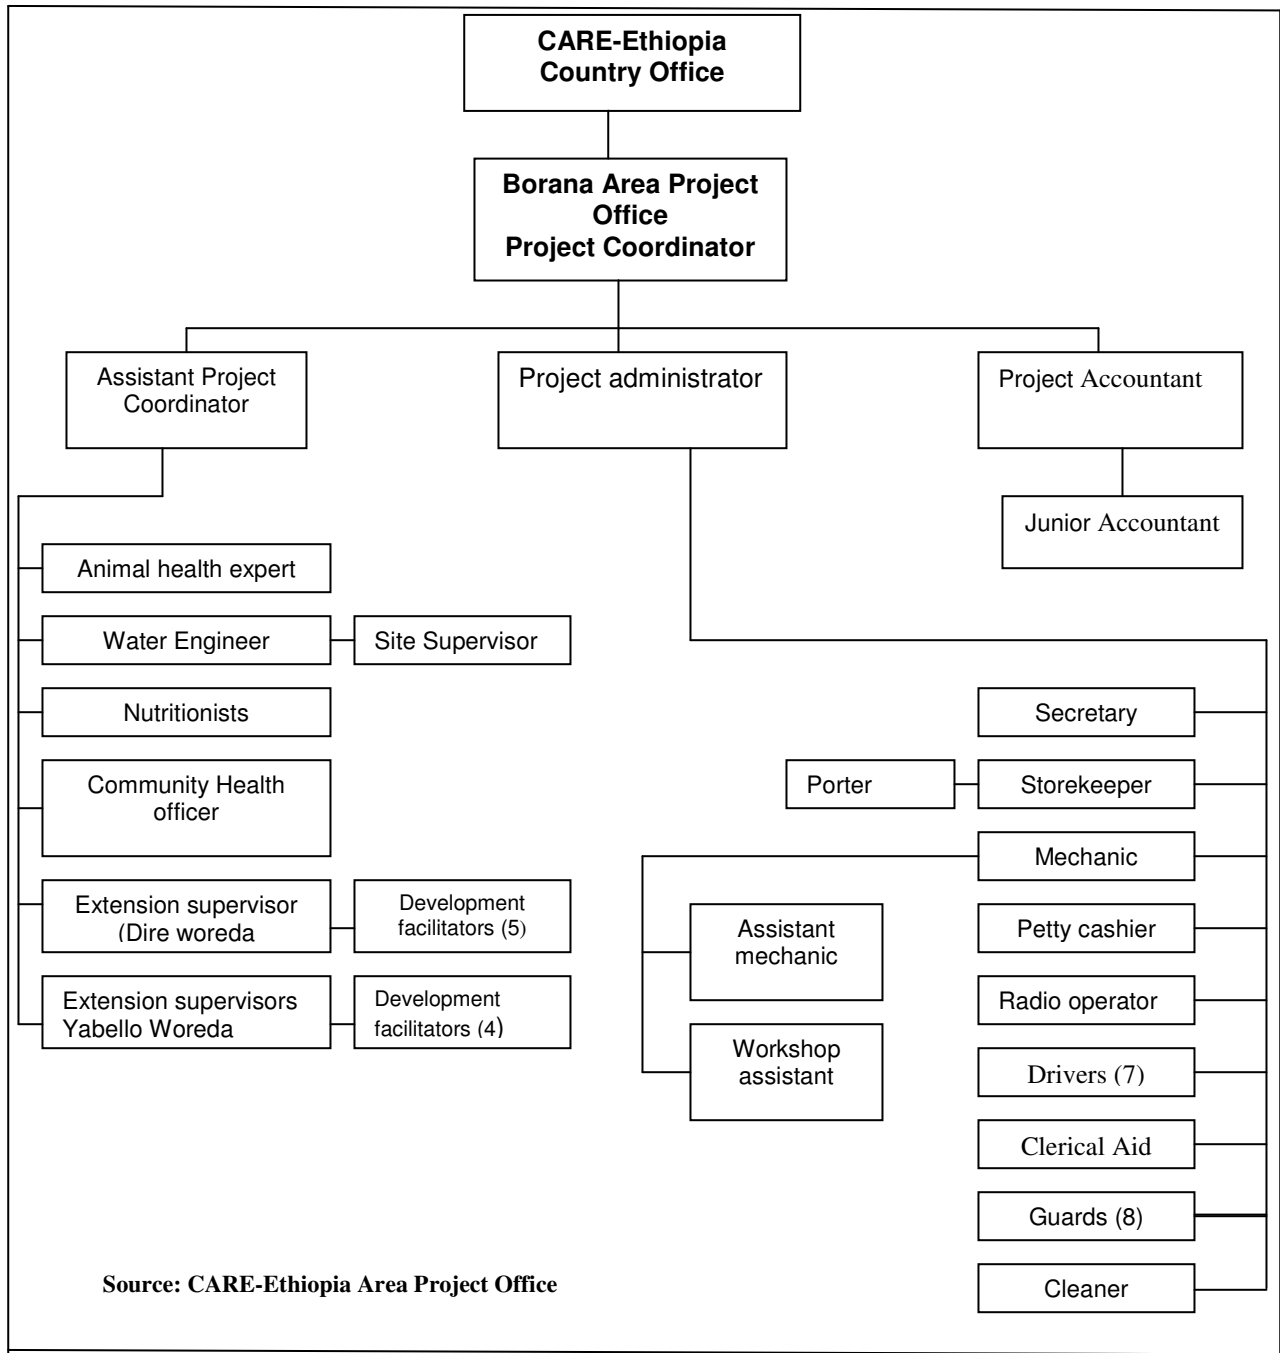 CARE-Ethiopia
Country Office
Borana Area Project
Office
Project Coordinator
Assistant Project
Coordinator
Project administrator
Project Accountant
Junior Accountant
Animal health expert
Water Engineer
Site Supervisor
Nutritionists
Secretary
Community Health
officer
Porter
Storekeeper
Mechanic
Extension supervisor
(Dire woreda
Development
facilitators (5)
Assistant
mechanic
Petty cashier
Extension supervisors
Yabello Woreda
Development
facilitators (4)
Radio operator
Workshop
assistant
Drivers (7)
Clerical Aid
Guards (8)
Source: CARE-Ethiopia Area Project Office
Cleaner